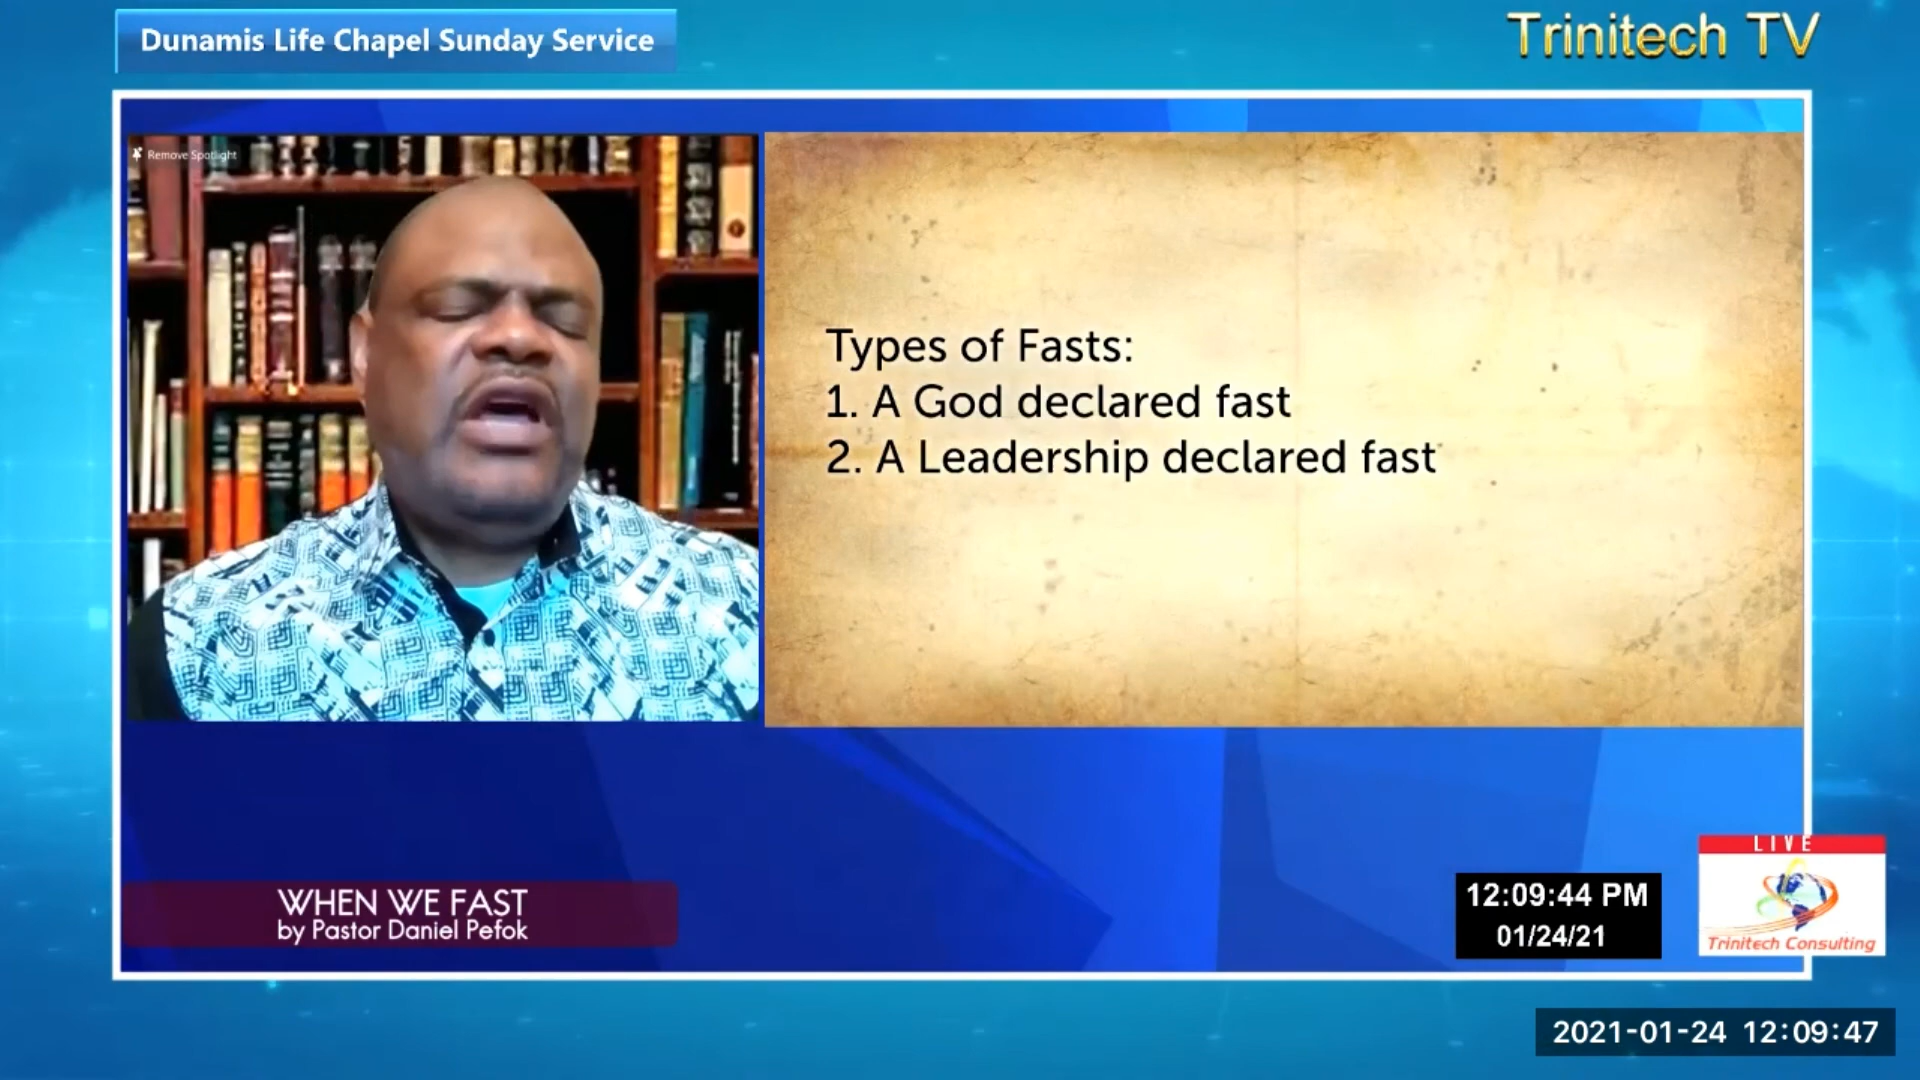 Dunamis Life Chapel Sunday Service
Trinitech TV
Remove Spotlight
Types of Fasts:
1. A God declared fast
2. A Leadership declared fast
WHEN WE FAST
by Pastor Daniel Pefok
12:09:44 PM
01/24/21
LIVE
Trinitech Consulting
2021-01-24 12:09:47